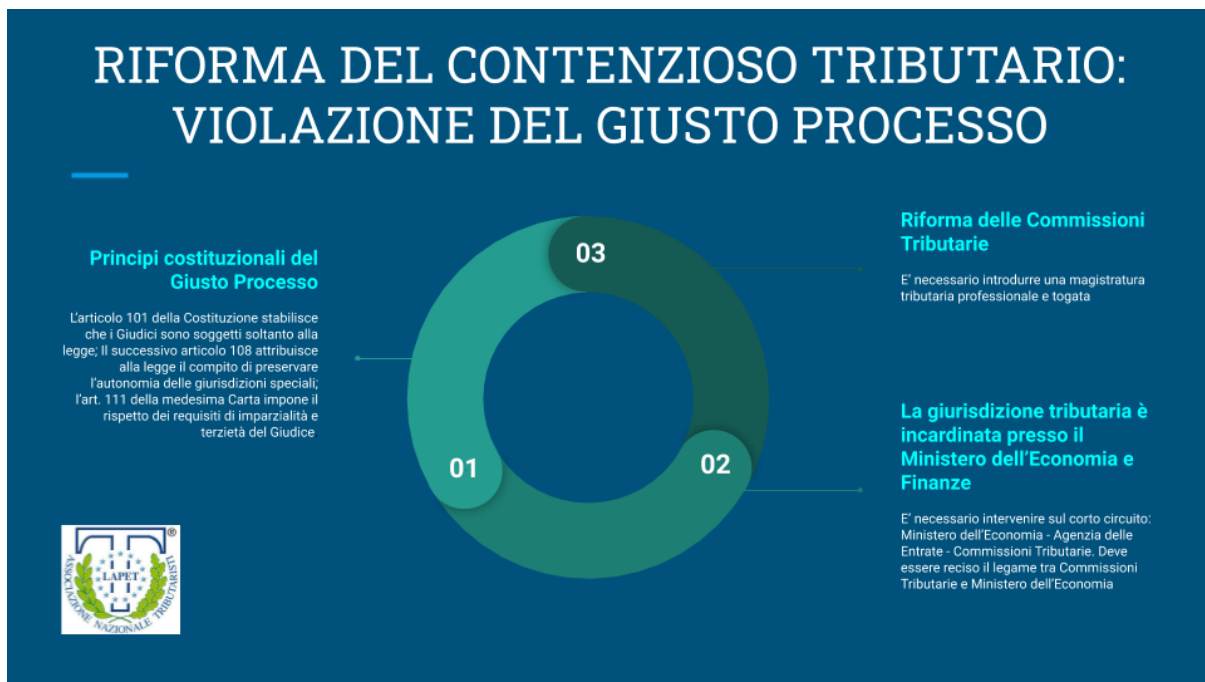 RIFORMA DEL CONTENZIOSO TRIBUTARIO:
VIOLAZIONE DEL GIUSTO PROCESSO
Principi costituzionali del
Giusto Processo
L'articolo 101 della Costituzione stabilisce
che i Giudici sono soggetti soltanto alla
legge; Il successivo articolo 108 attribuisce
alla legge il compito di preservare
l'autonomia delle giurisdizioni speciali;
l'art. 111 della medesima Carta impone il
rispetto dei requisiti di imparzialità e
terzietà del Giudice
01
02
03
Riforma delle Commissioni
Tributarie
E' necessario introdurre una magistratura
tributaria professionale e togata
La giurisdizione tributaria è
incardinata presso il
Ministero dell'Economia e
Finanze
E' necessario intervenire sul corto circuito:
Ministero dell'Economia - Agenzia delle
Entrate - Commissioni Tributarie. Deve
essere reciso il legame tra Commissioni
Tributarie e Ministero dell'Economia
®
LAPET
ASSOCIAZIONE NAZIONALE TRIBUTARISTI